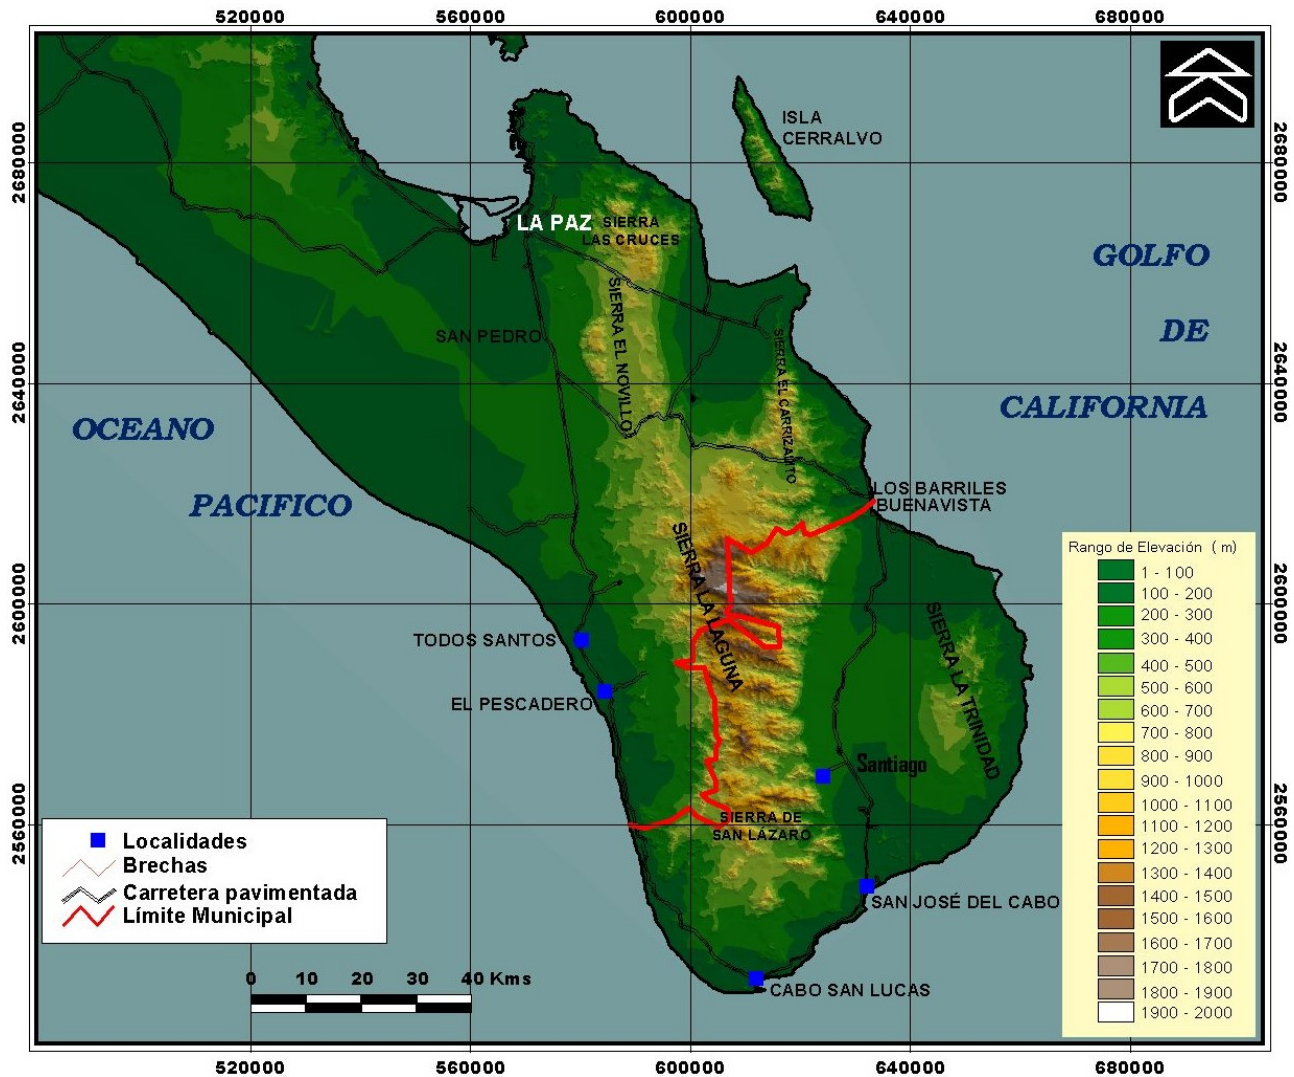 520000 560000 600000 640000 680000
2680000
2680000
ISLA
CERRALVO
LA PAZ
SIERRA
LAS CRUCES
GOLFO
DE
CALIFORNIA
SIERRA EL NOVILLO
SAN PEDRO
SIERRA EL CARRIZALITO
2640000
2640000
OCEANO
PACIFICO
LOS BARRILES
BUENAVISTA
SIERRA LA LAGUNA
2600000
2600000
SIERRA LA TRINIDAD
TODOS SANTOS
EL PESCADERO
Santiago
SIERRA DE
SAN LÁZARO
2560000
2560000
SAN JOSÉ DEL CABO
CABO SAN LUCAS
Rango de Elevación ( m)
1 - 100
100 - 200
200 - 300
300 - 400
400 - 500
500 - 600
600 - 700
700 - 800
800 - 900
900 - 1000
1000 - 1100
1100 - 1200
1200 - 1300
1300 - 1400
1400 - 1500
1500 - 1600
1600 - 1700
1700 - 1800
1800 - 1900
1900 - 2000
Localidades
Brechas
Carretera pavimentada
Límite Municipal
0 10 20 30 40 Kms
520000 560000 600000 640000 680000